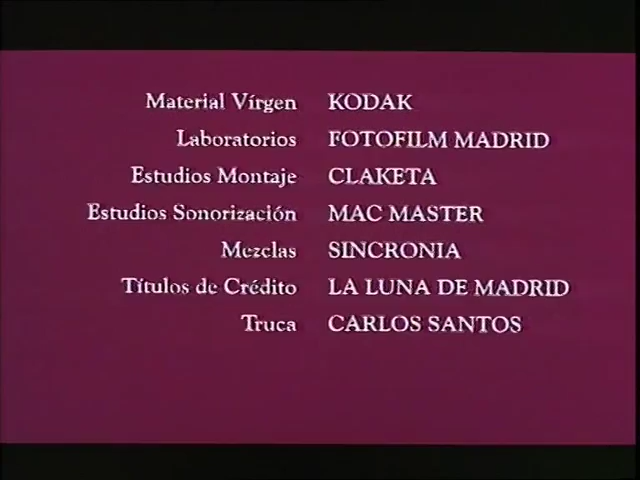 Material Vírgen KODAK
Laboratorios FOTOFILM MADRID
Estudios Montaje CLAKETA
Estudios Sonorización MAC MASTER
Mezclas SINCRONIA
Títulos de Crédito LA LUNA DE MADRID
Truca CARLOS SANTOS